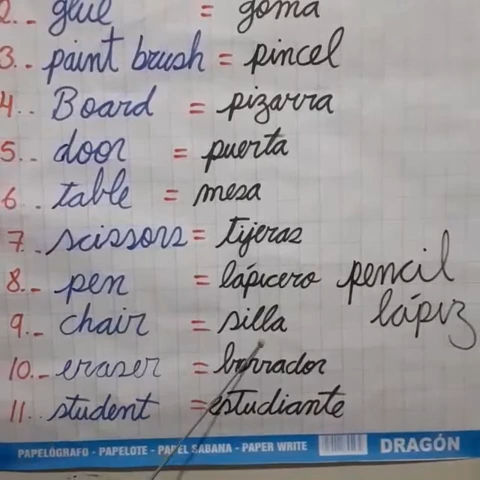 2.. glue = goma
3.. paint brush = pincel
4.. Board = pizarra
5.. door = puerta
6.. table = mesa
7.. scissors = tijeras
8.- pen = lápicero pencil
9.- chair = silla lápiz
10.- eraser = borrador
11.. student = estudiante
PAPELÓGRAFO - PAPELOTE - PAPEL SABANA - PAPER WRITE DRAGÓN